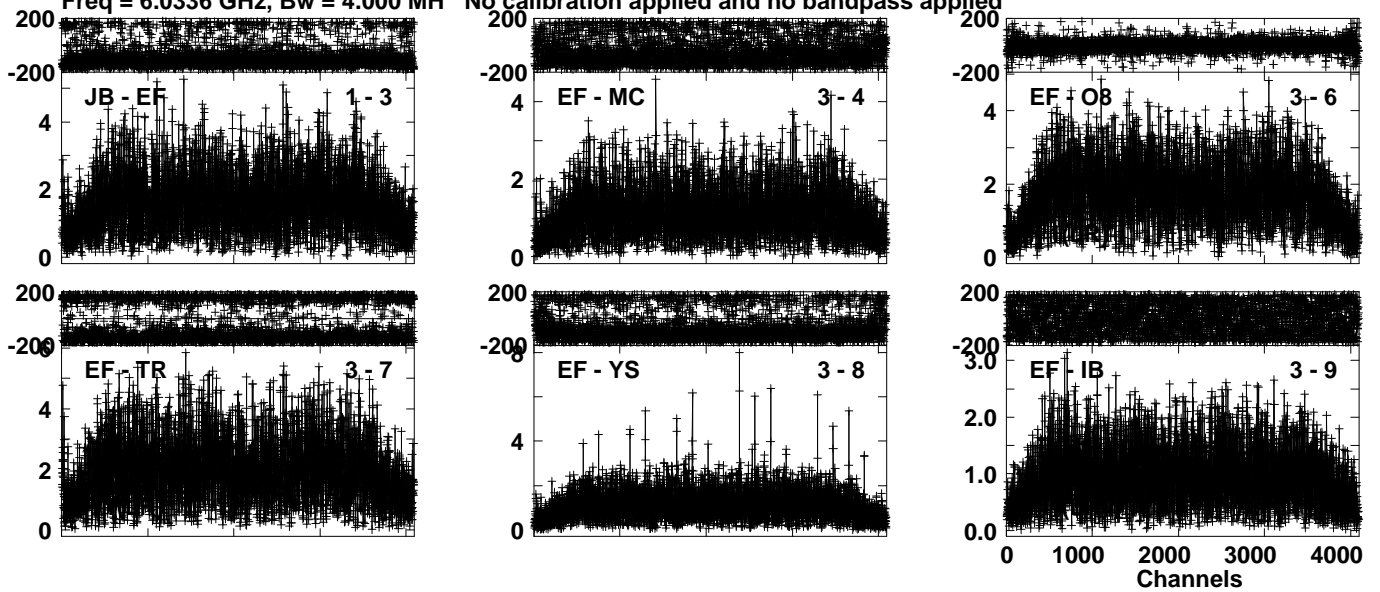 Freq = 6.0336 GHz, Bw = 4.000 MH No calibration applied and no bandpass applied
200 200 200
-200 -200 -200
JB - EF 1 - 3 EF - MC 3 - 4 EF - O8 3 - 6
4 4 4
2 2 2
0 0 0
200 200 200
-200 -200 -200
6 8 3.0
EF - TR 3 - 7 EF - YS 3 - 8 EF - IB 3 - 9
4 4 2.0
2 1.0
0 0 0.0
0 1000 2000 3000 4000
Channels